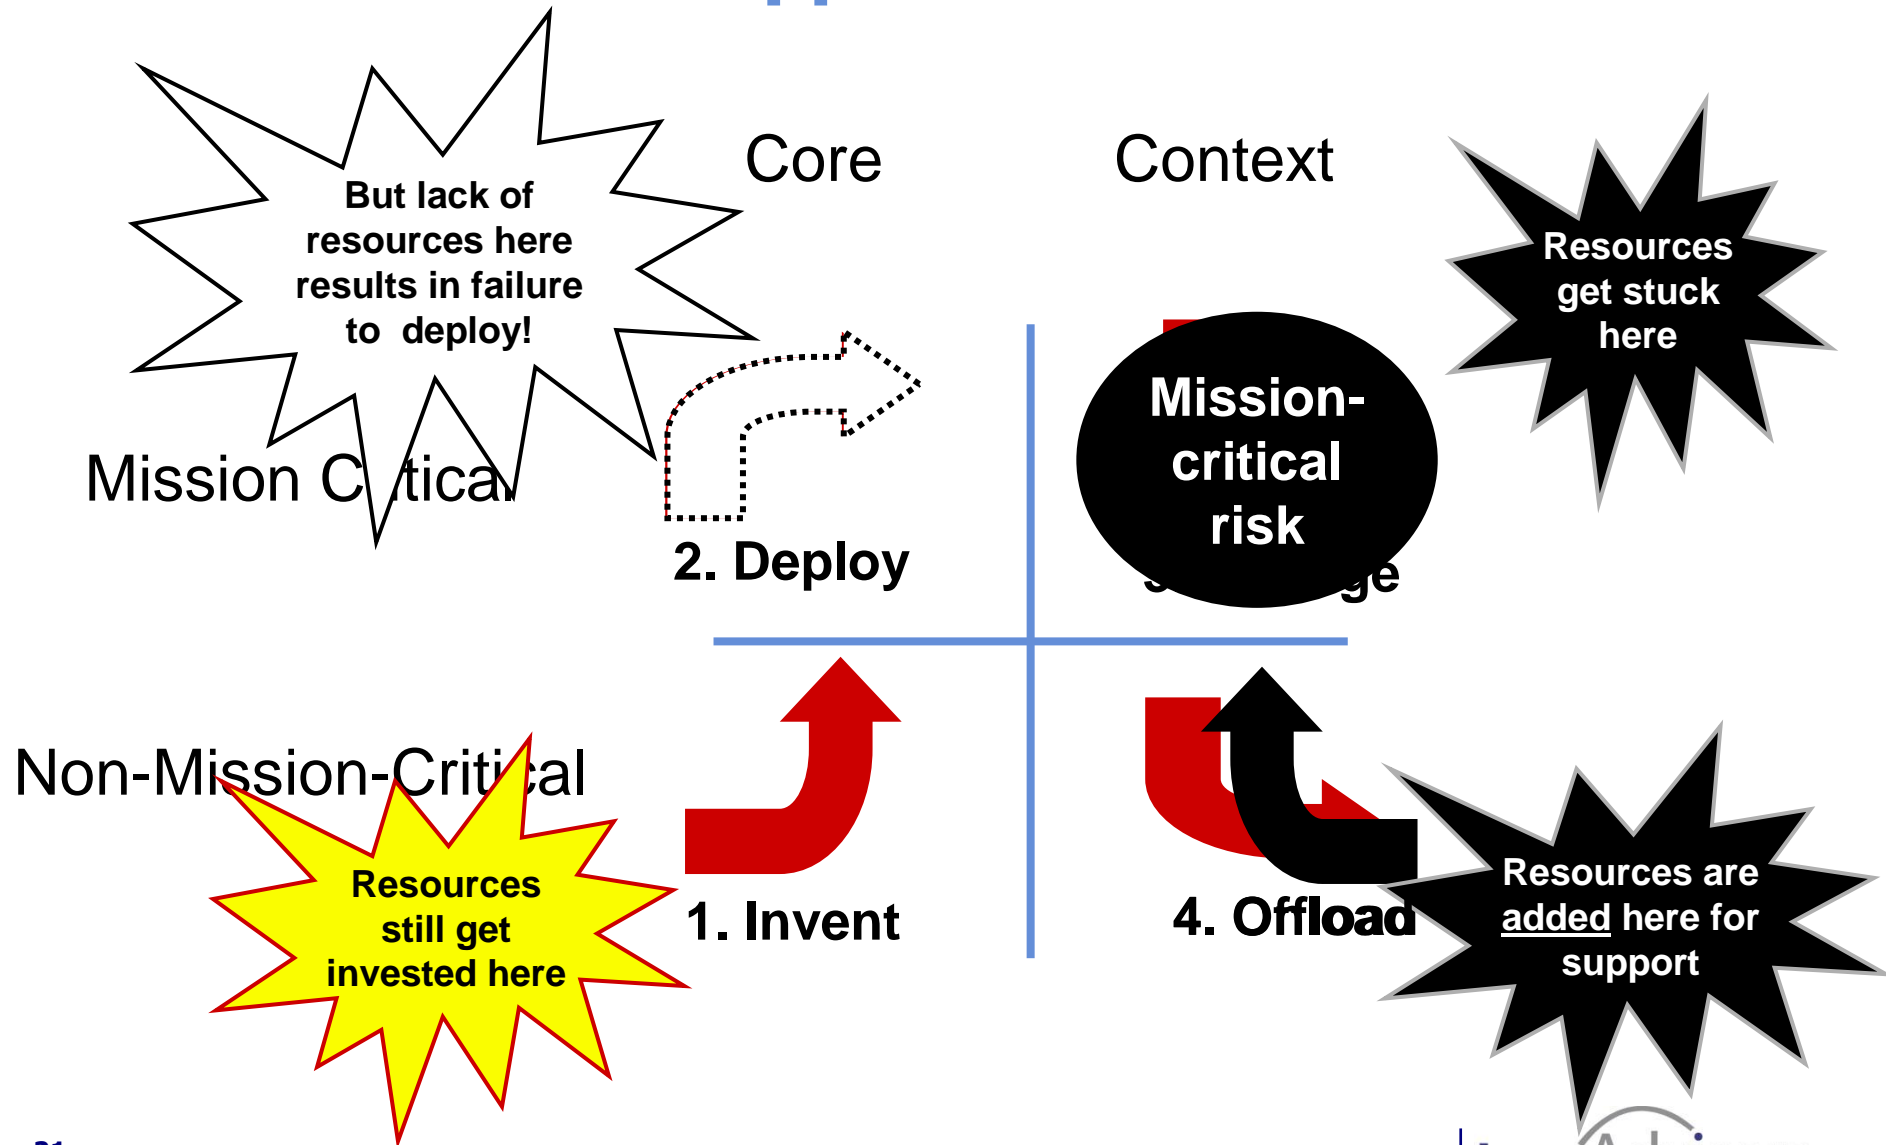 Core
Context
But lack of
resources here
results in failure
to deploy!
Resources
get stuck
here
Mission-
critical
risk
Mission Critical
2. Deploy
Non-Mission-Critical
Resources
still get
invested here
1. Invent
4. Offload
Resources are
added here for
support